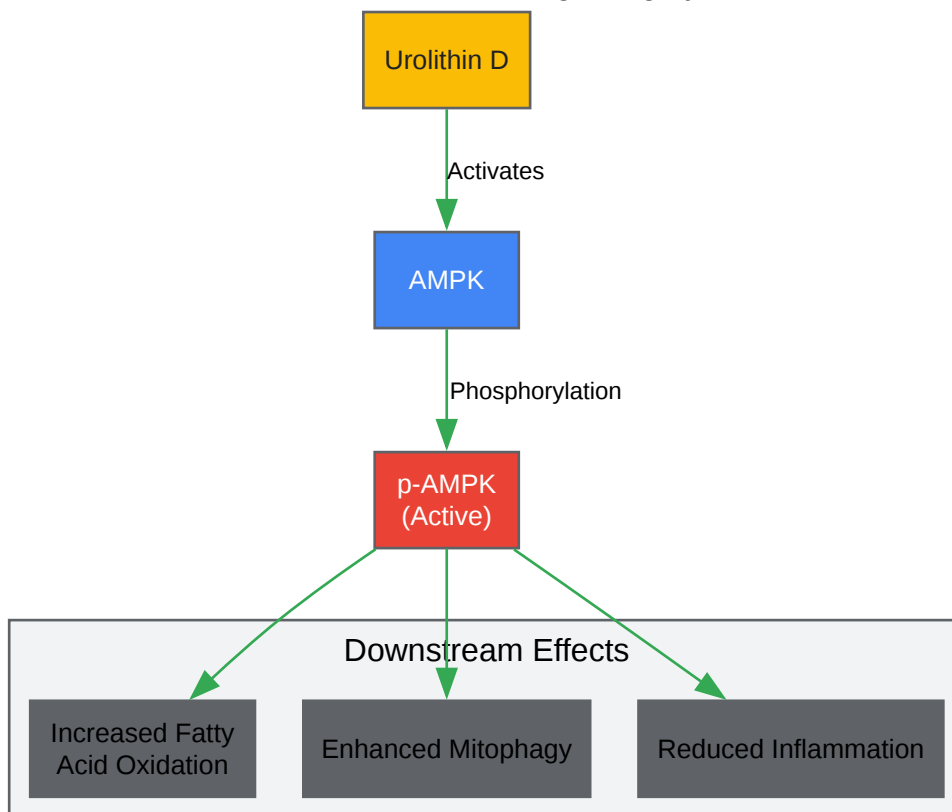 Urolithin D
Activates
AMPK
Phosphorylation
p-AMPK
(Active)
Downstream Effects
Increased Fatty
Acid Oxidation
Enhanced Mitophagy
Reduced Inflammation